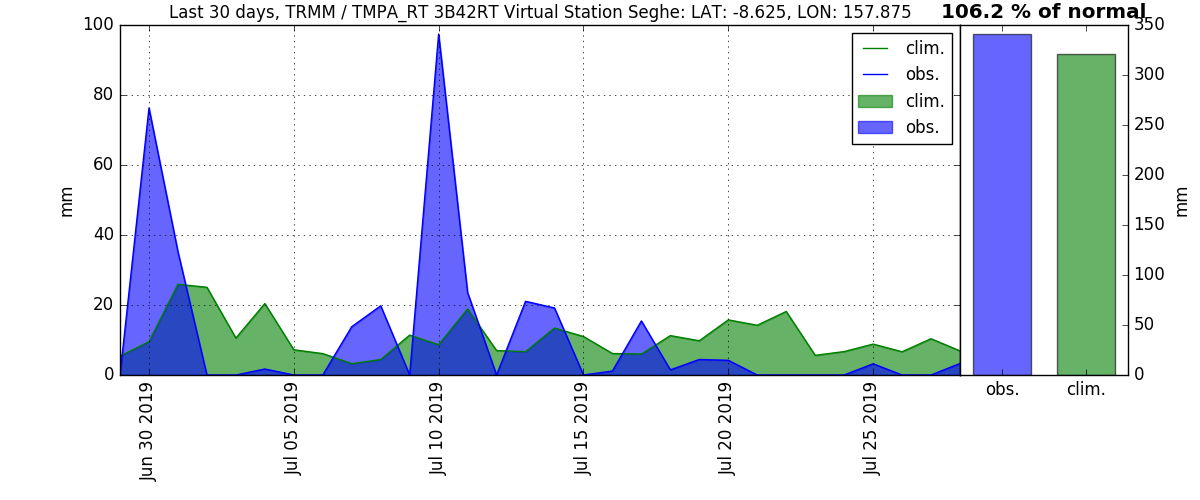 Last 30 days, TRMM / TMPA_RT 3B42RT Virtual Station Seghe: LAT: -8.625, LON: 157.875
106.2 % of normal
100
80
60
40
20
0
mm
clim.
obs.
clim.
obs.
350
300
250
200
150
100
50
0
mm
Jun 30 2019
Jul 05 2019
Jul 10 2019
Jul 15 2019
Jul 20 2019
Jul 25 2019
obs.
clim.